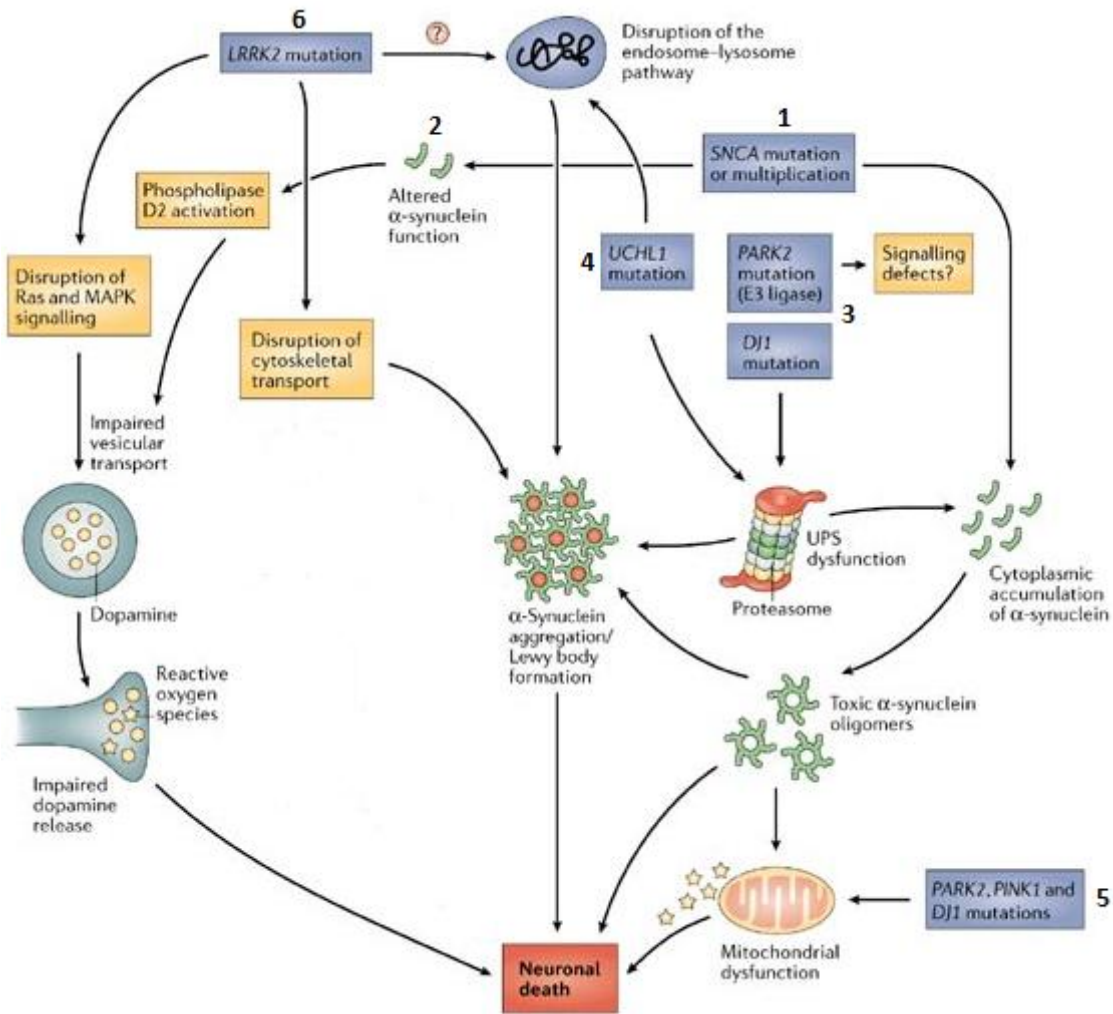 6
LRRK2 mutation
?
Disruption of the
endosome–lysosome
pathway
1
SNCA mutation
or multiplication
2
Altered
α-synuclein
function
Phospholipase
D2 activation
4
UCHL1
mutation
PARK2
mutation
(E3 ligase)
Signalling
defects?
3
DJ1
mutation
Disruption of
Ras and MAPK
signalling
Disruption of
cytoskeletal
transport
Impaired
vesicular
transport
Dopamine
UPS
dysfunction
Proteasome
Cytoplasmic
accumulation
of α-synuclein
α-Synuclein
aggregation/
Lewy body
formation
Reactive
oxygen
species
Toxic α-synuclein
oligomers
Impaired
dopamine
release
PARK2, PINK1 and
DJ1 mutations
5
Mitochondrial
dysfunction
Neuronal
death